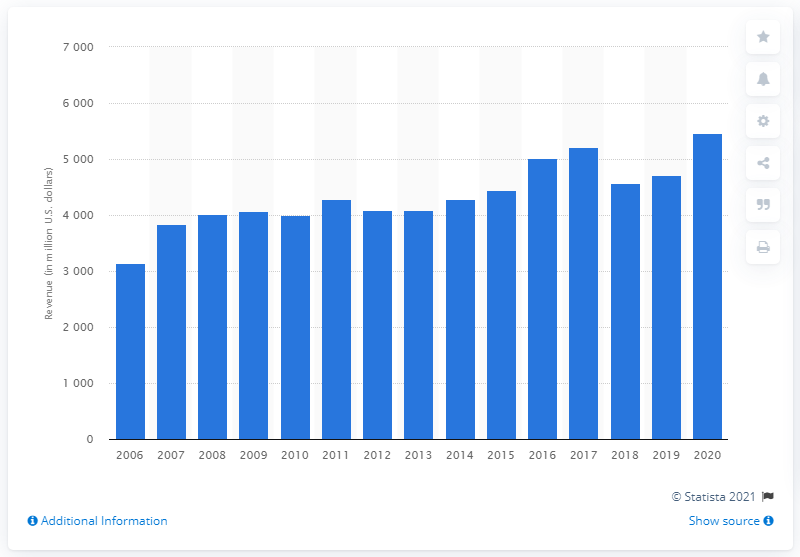 7 000
6 000
5 000
4 000
3 000
2 000
1 000
0
Revenue (in million U.S. dollars)
2006 2007 2008 2009 2010 2011 2012 2013 2014 2015 2016 2017 2018 2019 2020
© Statista 2021
Additional Information
Show source